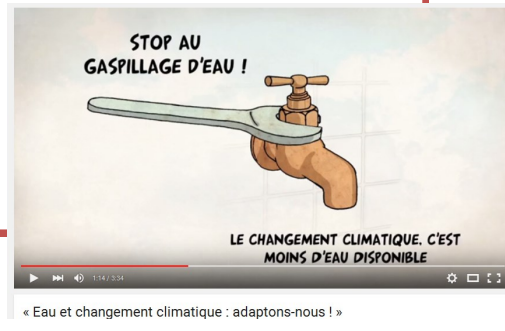 STOP AU
GASPILLAGE D'EAU !
LE CHANGEMENT CLIMATIQUE. C'EST
MOINS D'EAU DISPONIBLE
1:14 / 3:34
« Eau et changement climatique : adaptons-nous ! »